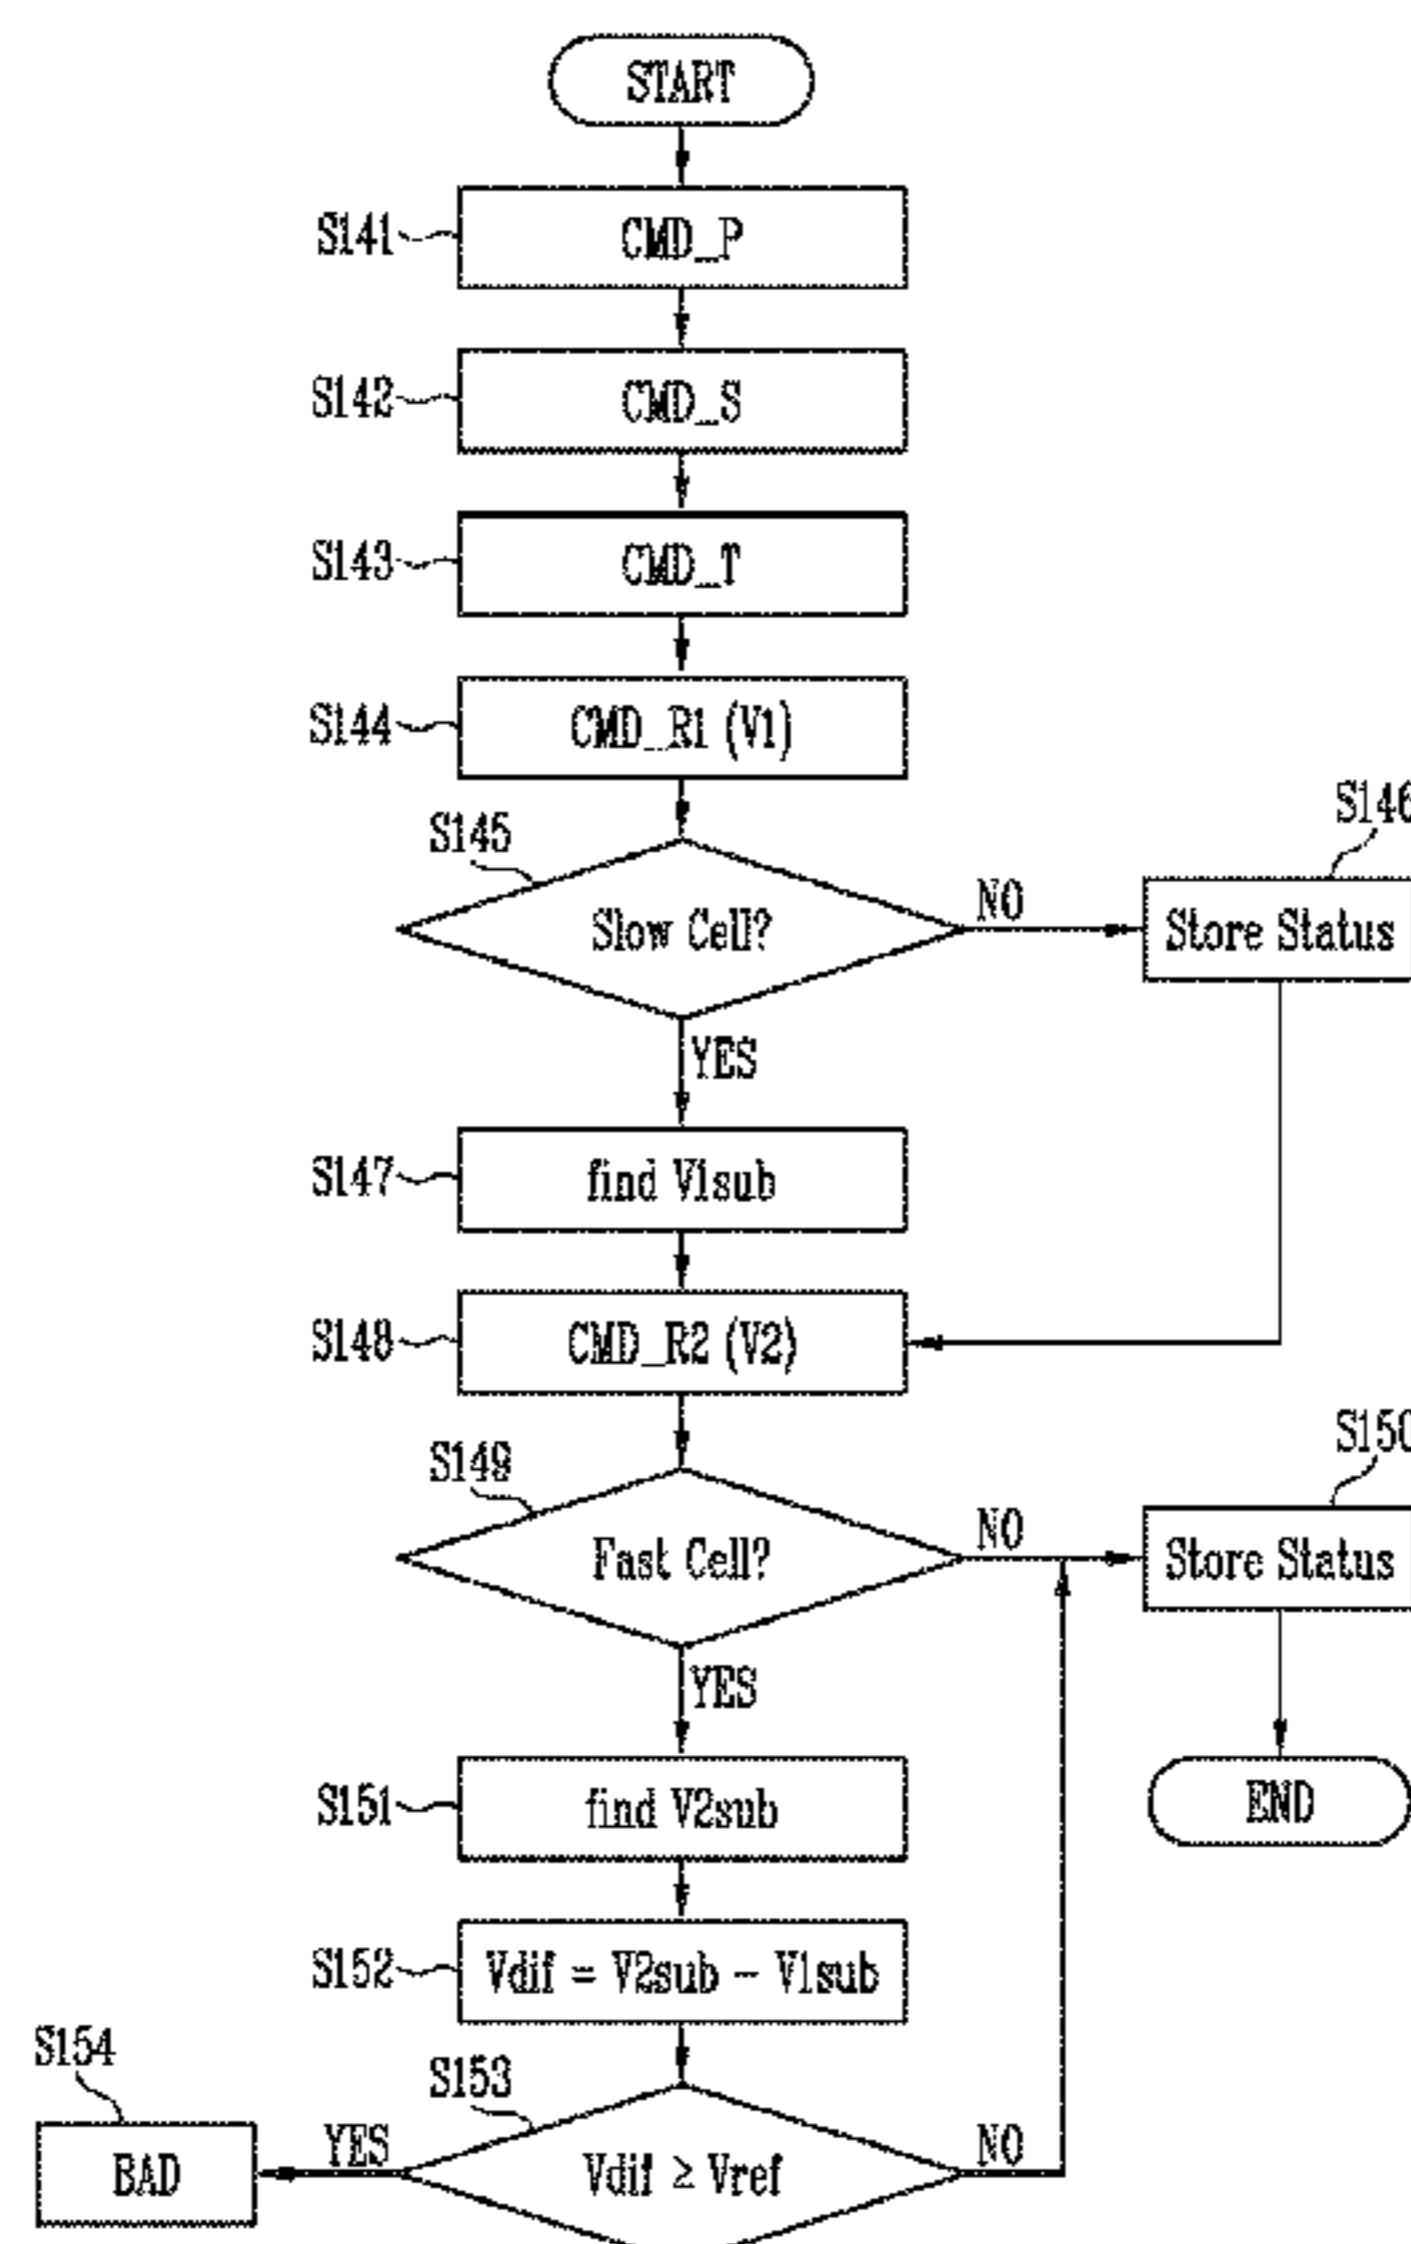 START
S141
CMD_P
S142
CMD_S
S143
CMD_T
S144
CMD_R1 (V1)
S145
Slow Cell?
NO
S146
Store Status
YES
S147
find V1sub
S148
CMD_R2 (V2)
S149
Fast Cell?
NO
S150
Store Status
YES
S151
find V2sub
END
S152
Vdif = V2sub - V1sub
S154
S153
BAD
YES
Vdif ≥ Vref
NO